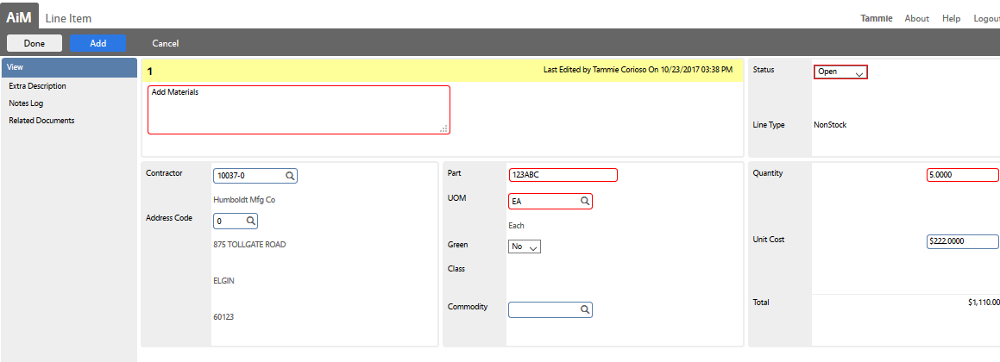 AiM Line Item
Tammie About Help Logout
Done Add Cancel
View
Extra Description
Notes Log
Related Documents
1 Last Edited by Tammie Corioso On 10/23/2017 03:38 PM
Add Materials
Status Open
Line Type NonStock
Contractor 10037-0
Humboldt Mfg Co
Address Code 0
875 TOLLGATE ROAD
ELGIN
60123
Part 123ABC
UOM EA
Each
Green No
Class
Commodity
Quantity 5.0000
Unit Cost $222.0000
Total $1,110.00